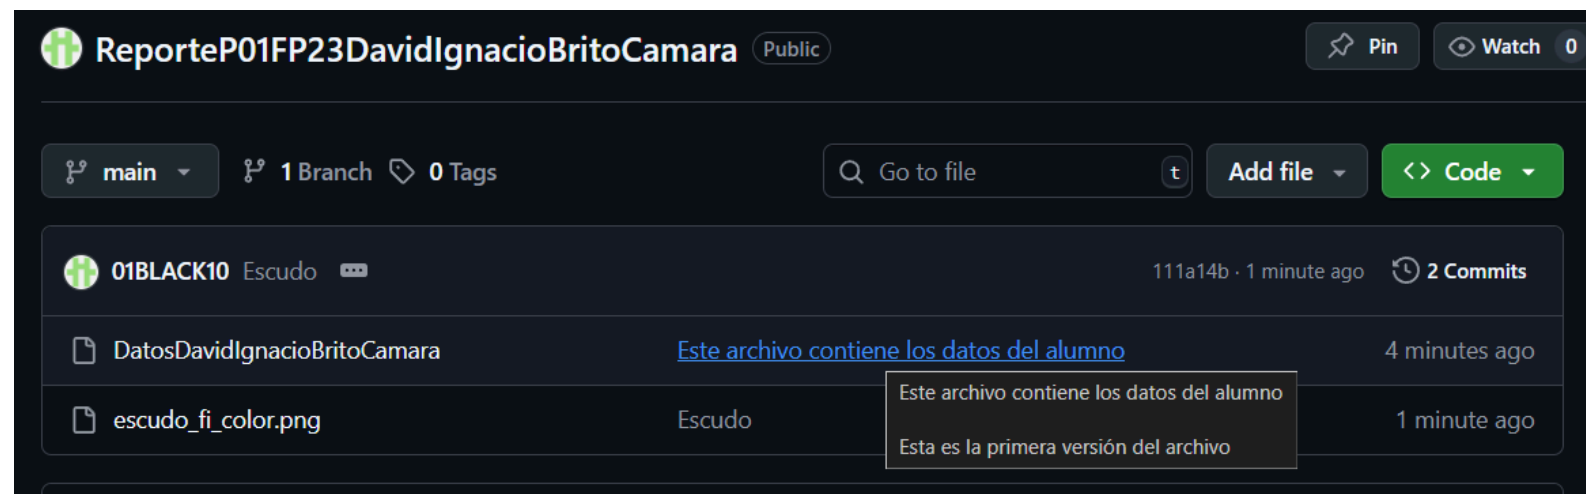 ReporteP01FP23DavidIgnacioBritoCamara Public Pin Watch 0
main 1 Branch 0 Tags Go to file t Add file Code
01BLACK10 Escudo 111a14b · 1 minute ago 2 Commits
DatosDavidIgnacioBritoCamara Este archivo contiene los datos del alumno 4 minutes ago
Este archivo contiene los datos del alumno
escudo_fi_color.png Escudo 1 minute ago
Esta es la primera versión del archivo